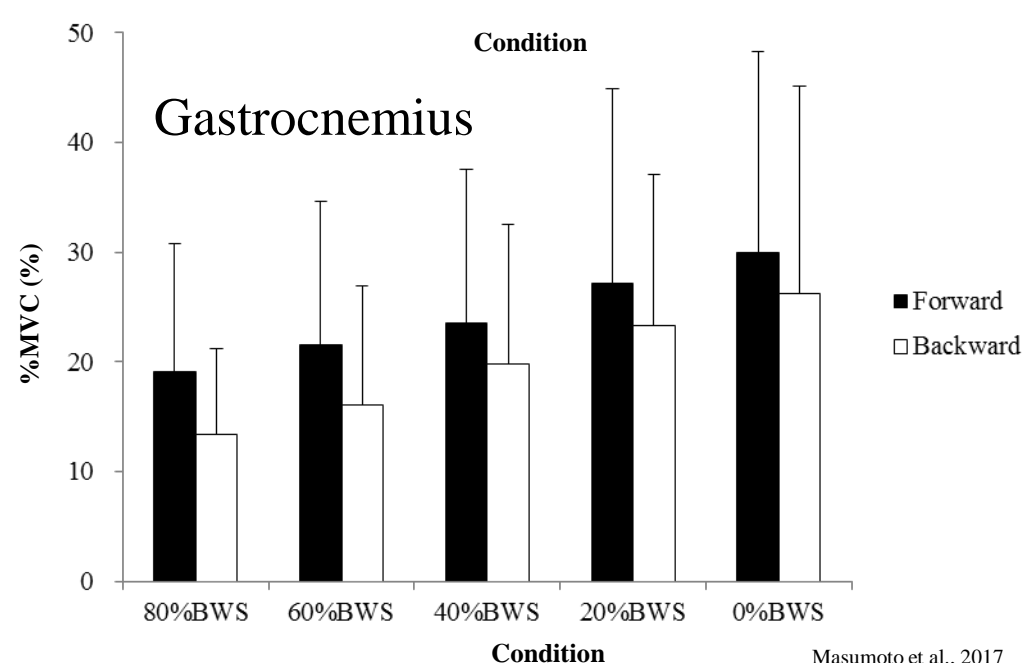 Condition
Gastrocnemius
%MVC (%)
50
40
30
20
10
0
80%BWS 60%BWS 40%BWS 20%BWS 0%BWS
Condition
Forward
Backward
Masumoto et al., 2017